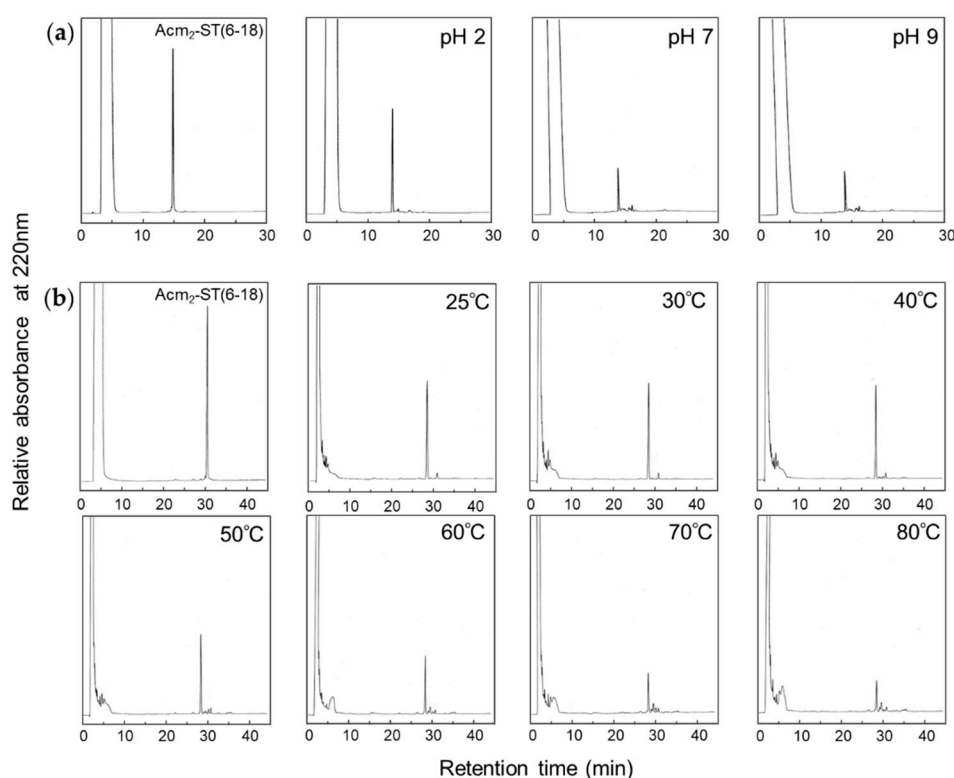 (a)
Acm₂-ST(6-18)
pH 2
pH 7
pH 9
0 10 20 30
0 10 20 30
0 10 20 30
0 10 20 30
(b)
Acm₂-ST(6-18)
25℃
30℃
40℃
0 10 20 30 40
0 10 20 30 40
0 10 20 30 40
0 10 20 30 40
50℃
60℃
70℃
80℃
0 10 20 30 40
0 10 20 30 40
0 10 20 30 40
0 10 20 30 40
Relative absorbance at 220nm
Retention time (min)